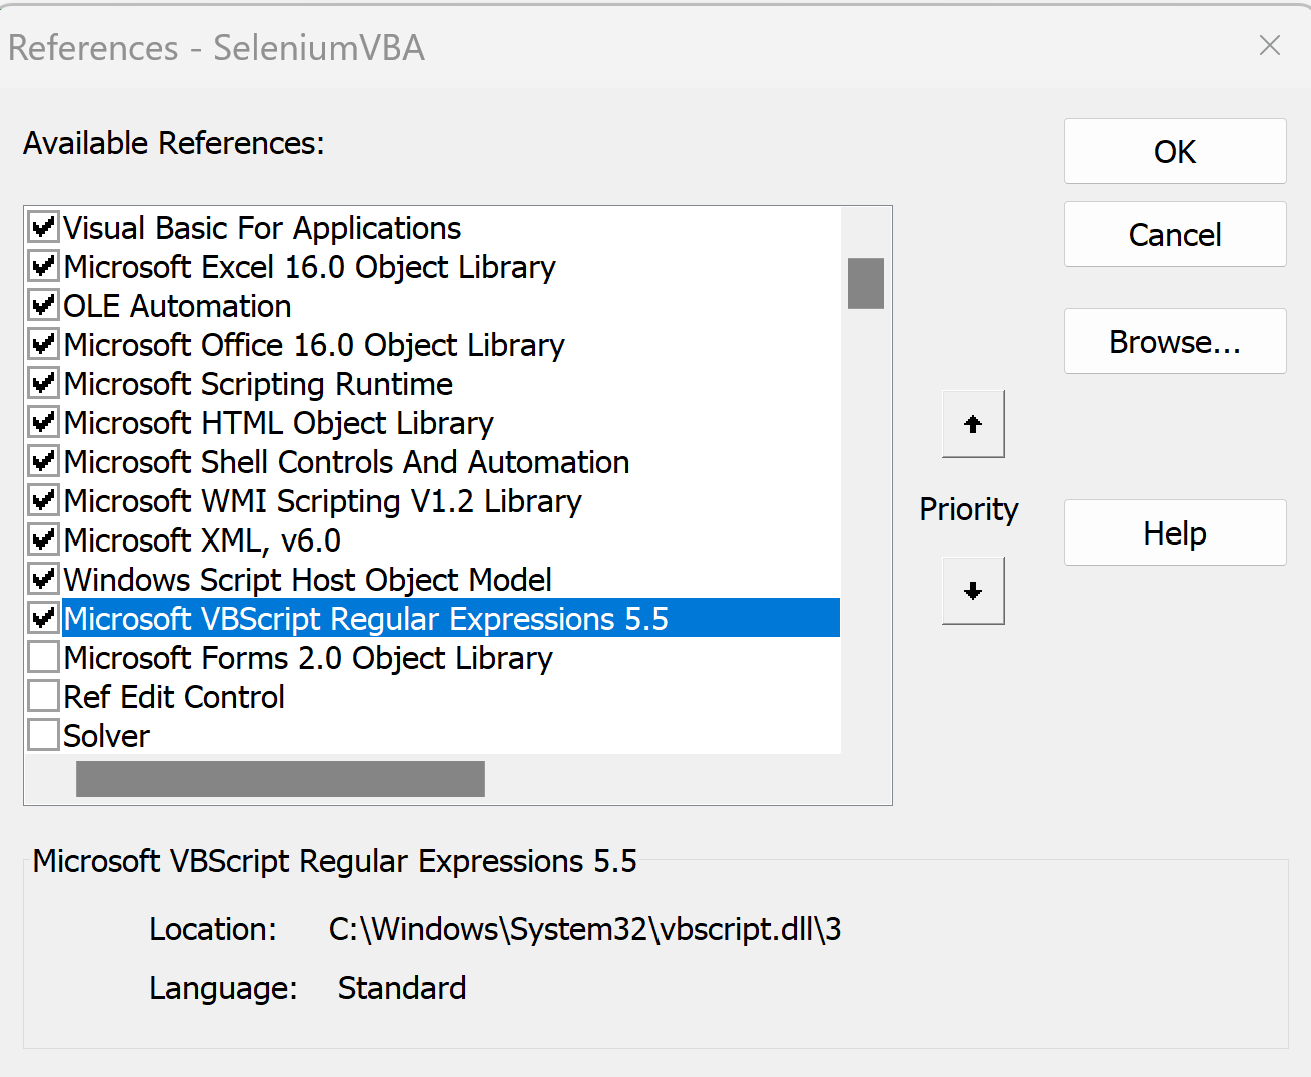 References - SeleniumVBA
Available References:
OK
Cancel
Browse...
Help
Visual Basic For Applications
Microsoft Excel 16.0 Object Library
OLE Automation
Microsoft Office 16.0 Object Library
Microsoft Scripting Runtime
Microsoft HTML Object Library
Microsoft Shell Controls And Automation
Microsoft WMI Scripting V1.2 Library
Microsoft XML, v6.0
Windows Script Host Object Model
Microsoft VBScript Regular Expressions 5.5
Microsoft Forms 2.0 Object Library
Ref Edit Control
Solver
Priority
Microsoft VBScript Regular Expressions 5.5
Location: C:\Windows\System32\vbscript.dll\3
Language: Standard